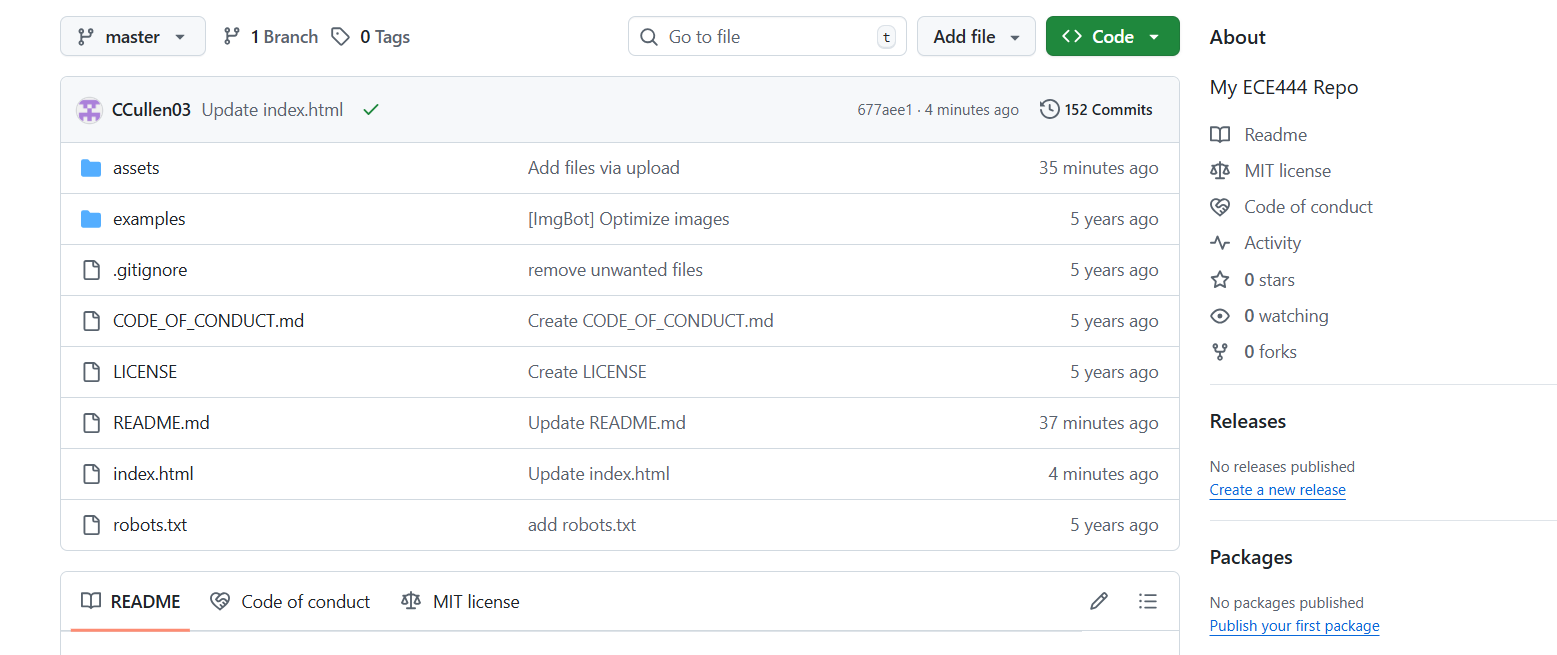 master 1 Branch 0 Tags Go to file t Add file <> Code
CCullen03 Update index.html 677aee1 · 4 minutes ago 152 Commits
assets Add files via upload 35 minutes ago
examples [ImgBot] Optimize images 5 years ago
.gitignore remove unwanted files 5 years ago
CODE_OF_CONDUCT.md Create CODE_OF_CONDUCT.md 5 years ago
LICENSE Create LICENSE 5 years ago
README.md Update README.md 37 minutes ago
index.html Update index.html 4 minutes ago
robots.txt add robots.txt 5 years ago
README Code of conduct MIT license
About
My ECE444 Repo
Readme
MIT license
Code of conduct
Activity
0 stars
0 watching
0 forks
Releases
No releases published
Create a new release
Packages
No packages published
Publish your first package